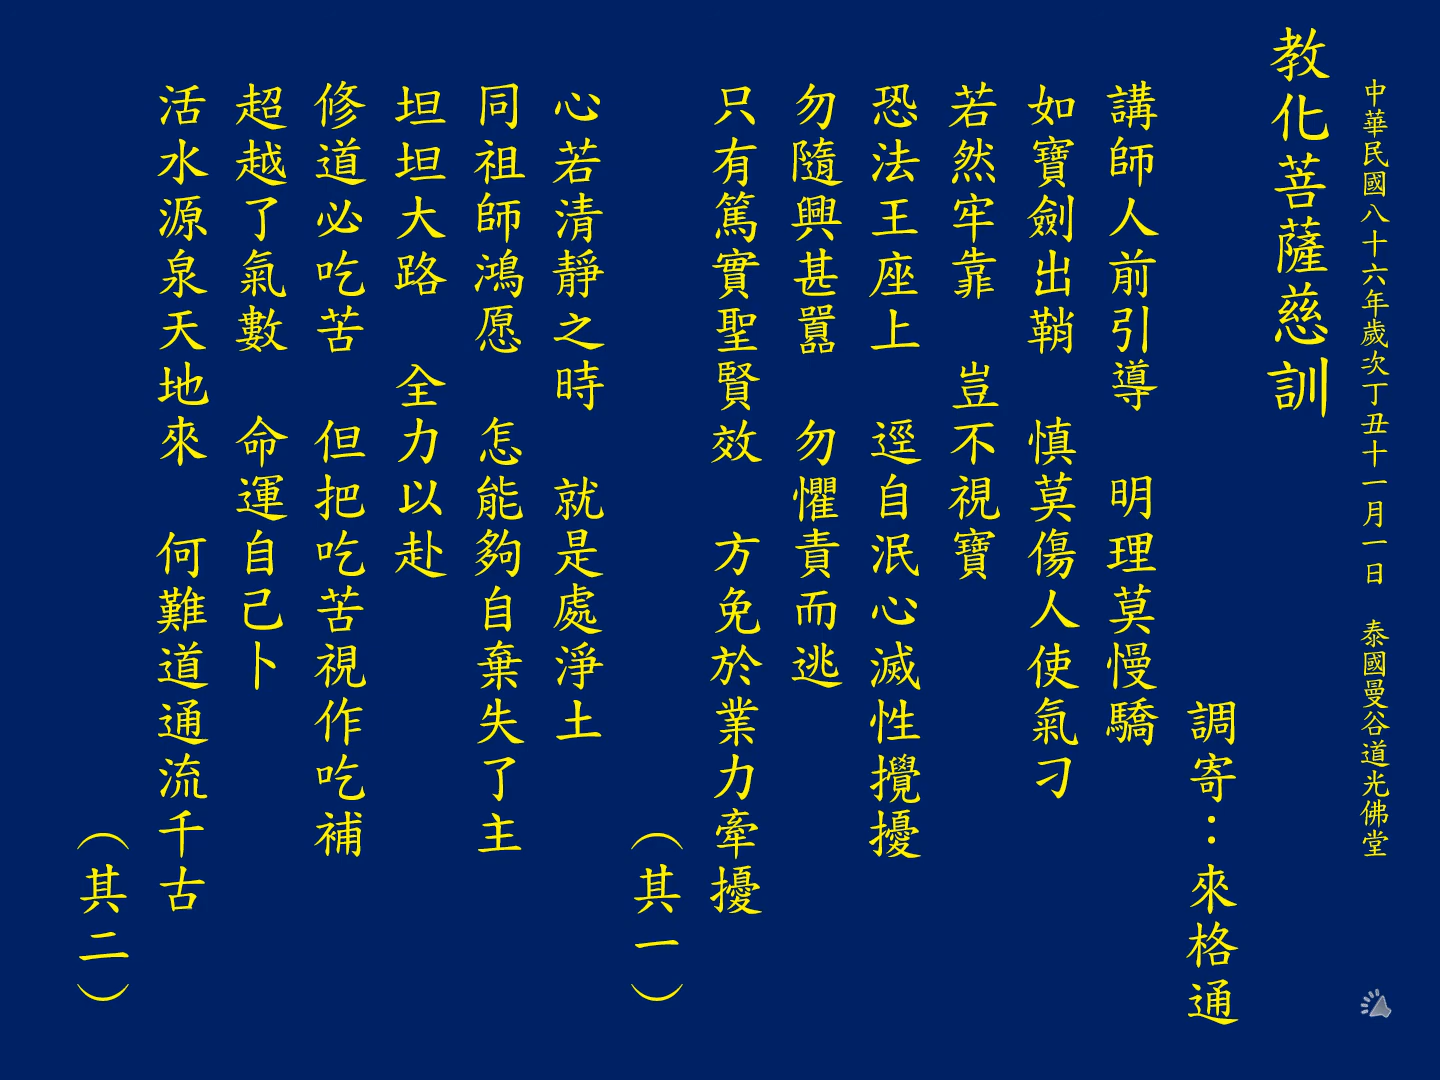 中華民國八十六年歲次丁丑十一月一日　泰國曼谷道光佛堂
教化菩薩慈訓
調寄：來格通
講師人前引導　明理莫慢驕
如寶劍出鞘　慎莫傷人使氣刁
若然牢靠　豈不視寶
恐法王座上　逕自泯心滅性攪擾
勿隨興甚囂　勿懼責而逃
只有篤實聖賢效　方免於業力牽擾
（其一）
心若清靜之時　就是處淨土
同祖師鴻愿　怎能夠自棄失了主
坦坦大路　全力以赴
修道必吃苦　但把吃苦視作吃補
超越了氣數　命運自己卜
活水源泉天地來　何難道通流千古
（其二）